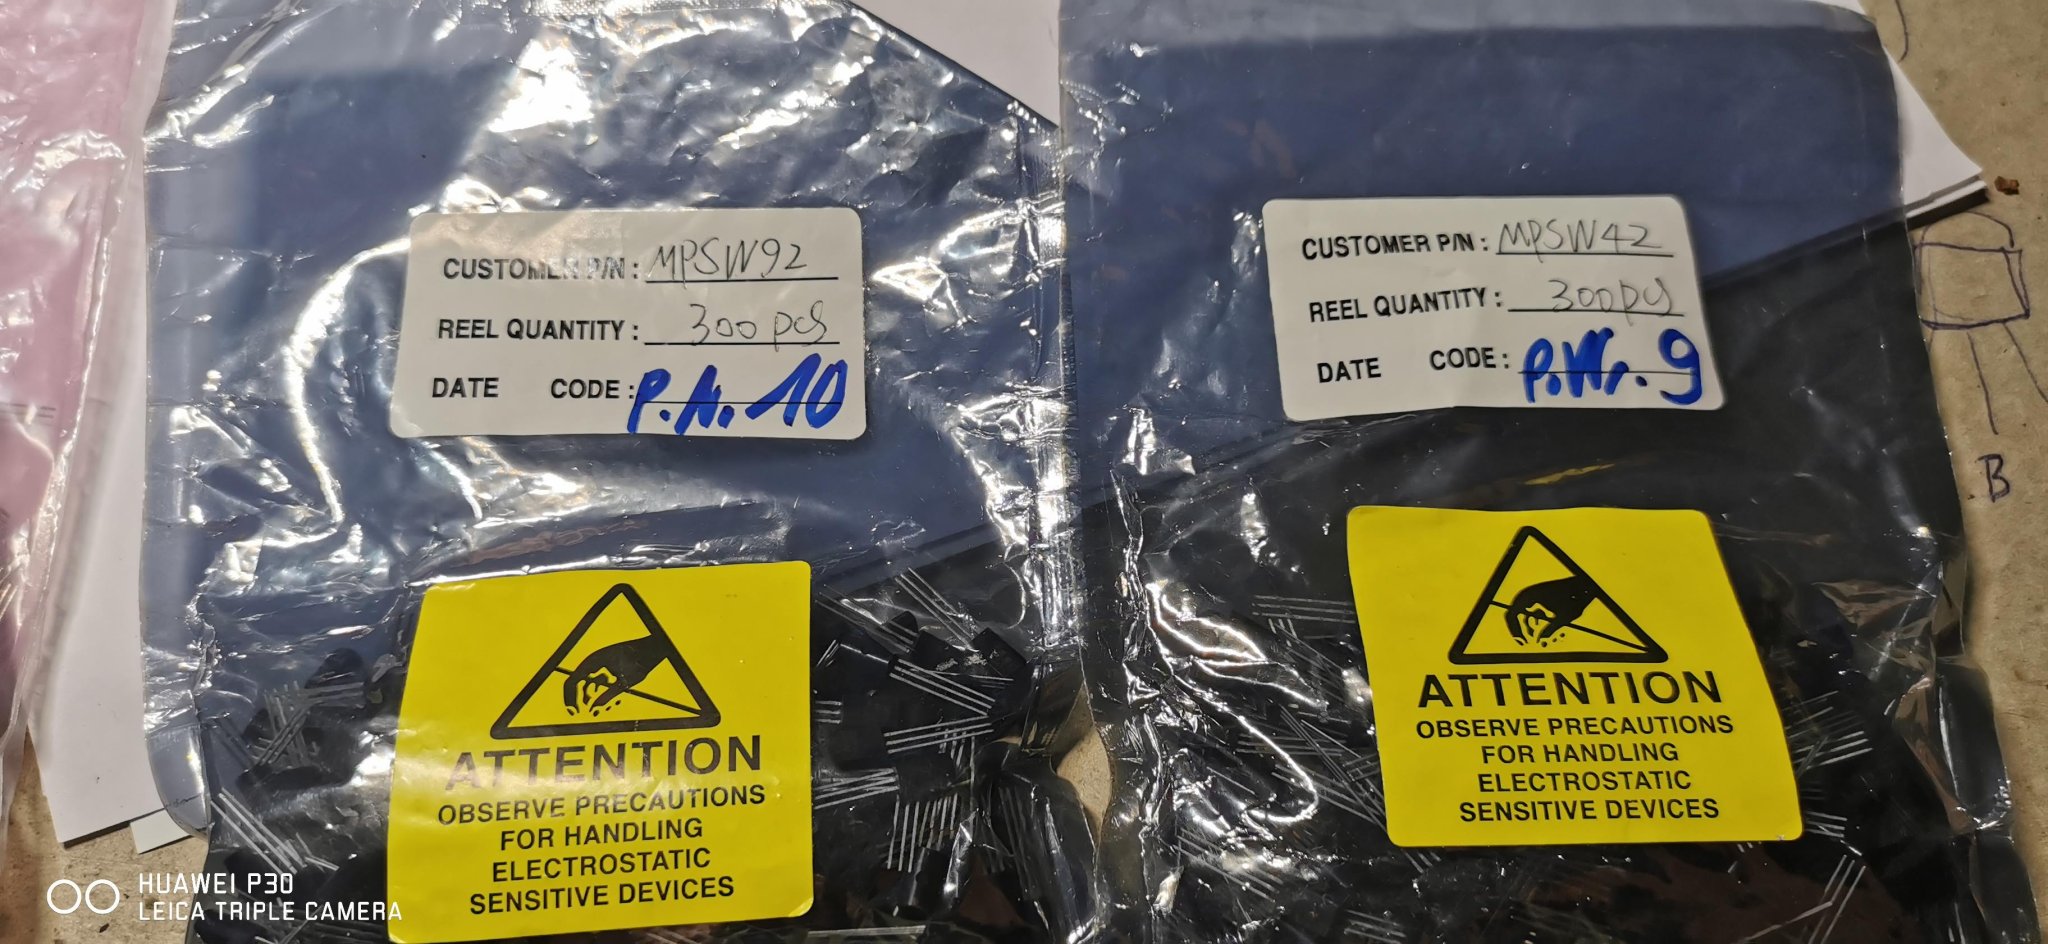 CUSTOMER P/N : MPSW92
REEL QUANTITY : 300 pcs
DATE CODE : P.N. 10
ATTENTION
OBSERVE PRECAUTIONS
FOR HANDLING
ELECTROSTATIC
SENSITIVE DEVICES
CUSTOMER P/N : MPSW42
REEL QUANTITY : 300 pcs
DATE CODE : P.Nr. 9
ATTENTION
OBSERVE PRECAUTIONS
FOR HANDLING
ELECTROSTATIC
SENSITIVE DEVICES
B
HUAWEI P30
LEICA TRIPLE CAMERA